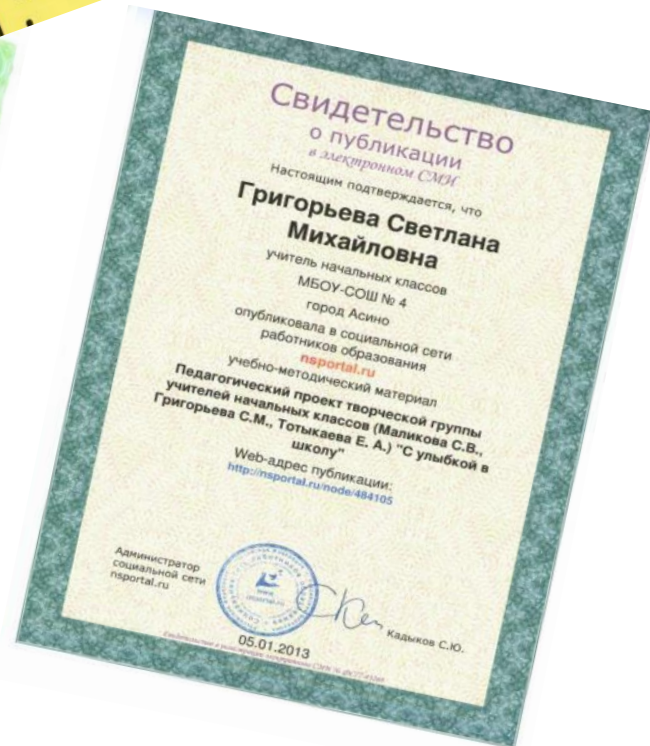 Свидетельство
о публикации
в электронном СМИ
Настоящим подтверждается, что
Григорьева Светлана
Михайловна
учитель начальных классов
МБОУ-СОШ № 4
город Асино
опубликовала в социальной сети
работников образования
nsportal.ru
учебно-методический материал
Педагогический проект творческой группы
учителей начальных классов (Маликова С.В.,
Григорьева С.М., Тотыкаева Е. А.) "С улыбкой в
школу"
Web-адрес публикации:
http://nsportal.ru/node/484105
Администратор
социальной сети
nsportal.ru
Кадыков С.Ю.
05.01.2013